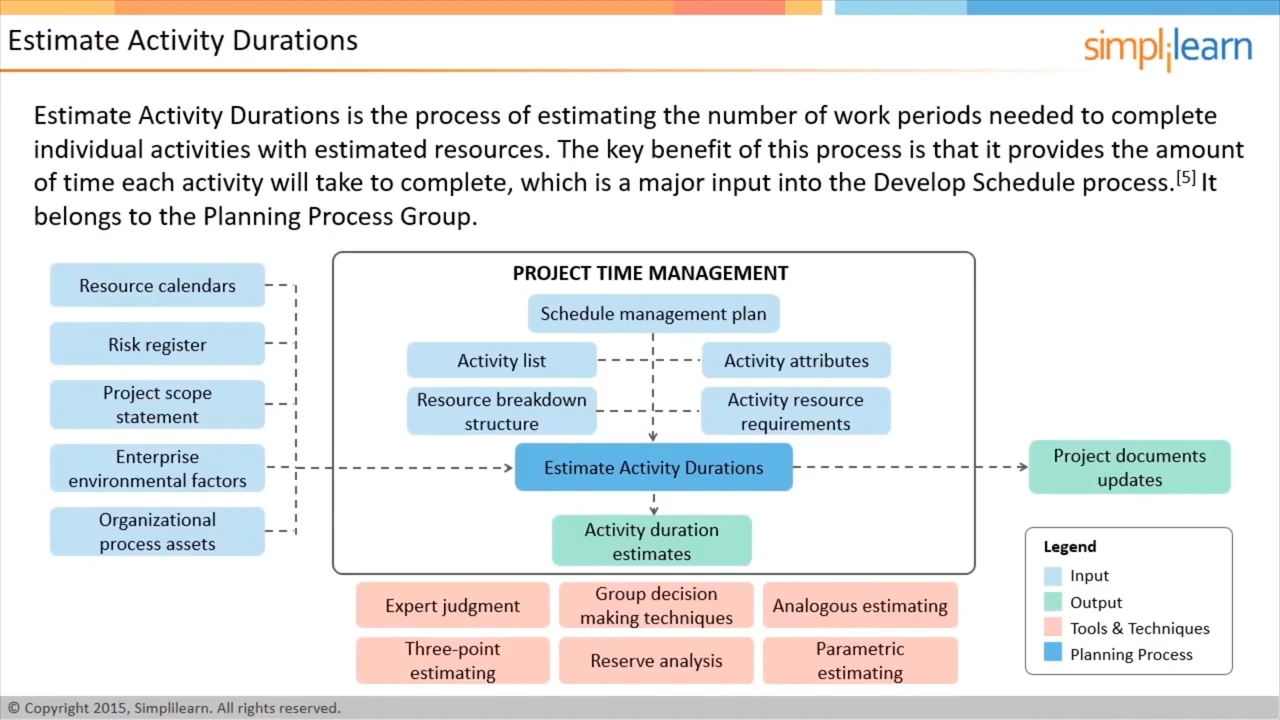 Estimate Activity Durations
simplilearn
Estimate Activity Durations is the process of estimating the number of work periods needed to complete
individual activities with estimated resources. The key benefit of this process is that it provides the amount
of time each activity will take to complete, which is a major input into the Develop Schedule process.[5] It
belongs to the Planning Process Group.
Resource calendars
Risk register
Project scope
statement
Enterprise
environmental factors
Organizational
process assets
PROJECT TIME MANAGEMENT
Schedule management plan
Activity list
Activity attributes
Resource breakdown
structure
Activity resource
requirements
Estimate Activity Durations
Activity duration
estimates
Project documents
updates
Expert judgment
Group decision
making techniques
Analogous estimating
Three-point
estimating
Reserve analysis
Parametric
estimating
Legend
Input
Output
Tools & Techniques
Planning Process
© Copyright 2015, Simplilearn. All rights reserved.